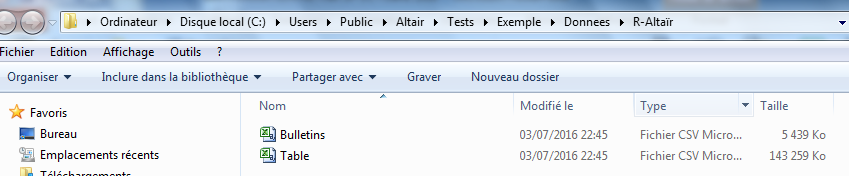 Ordinateur Disque local (C:) Users Public Altair Tests Exemple Donnees R-Altaïr
Fichier Edition Affichage Outils ?
Organiser Inclure dans la bibliothèque Partager avec Graver Nouveau dossier
Favoris
Bureau
Emplacements récents
Téléchargements
Nom Modifié le Type Taille
Bulletins 03/07/2016 22:45 Fichier CSV Micro... 5 439 Ko
Table 03/07/2016 22:45 Fichier CSV Micro... 143 259 Ko